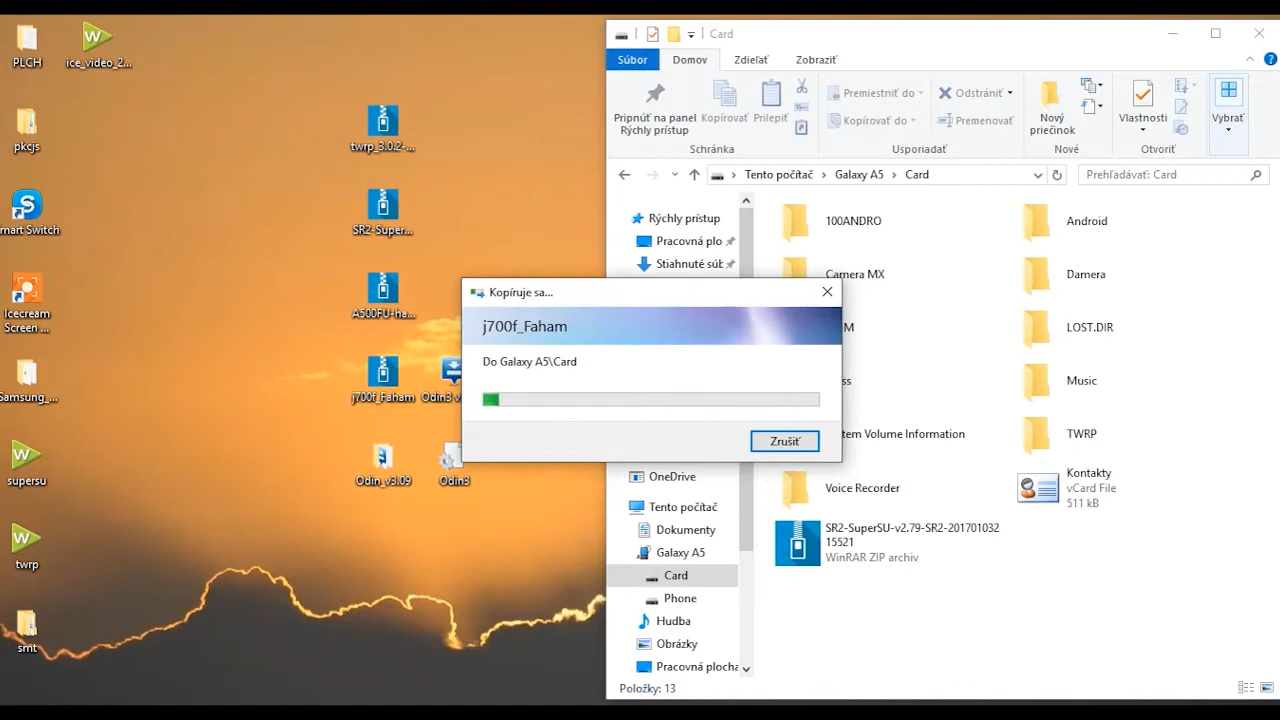 PLCH
ice_video_2...
pkcjs
mart Switch
Icecream
Screen ...
Samsung_...
supersu
twrp
smt
twrp_3.0.2-...
SR2-Super...
A500FU-ha...
j700f_Faham
Odin3 v
Odin_v3.09
Odin3
Card
Súbor
Domov
Zdieľať
Zobraziť
Pripnúť na panel
Rýchly prístup
Kopírovať
Prilepiť
Schránka
Premiestniť do
Kopírovať do
Odstrániť
Premenovať
Usporiadať
Nový
priečinok
Nové
Vlastnosti
Otvoriť
Vybrať
Tento počítač
Galaxy A5
Card
Prehľadávať: Card
Rýchly prístup
Pracovná plo
Stiahnuté súb
OneDrive
Tento počítač
Dokumenty
Galaxy A5
Card
Phone
Hudba
Obrázky
Pracovná plocha
100ANDRO
Android
Camera MX
Damera
M
LOST.DIR
ss
Music
tem Volume Information
TWRP
Voice Recorder
Kontakty
vCard File
511 kB
SR2-SuperSU-v2.79-SR2-201701032
15521
WinRAR ZIP archiv
Kopíruje sa...
j700f_Faham
Do Galaxy A5\Card
Zrušiť
Položky: 13